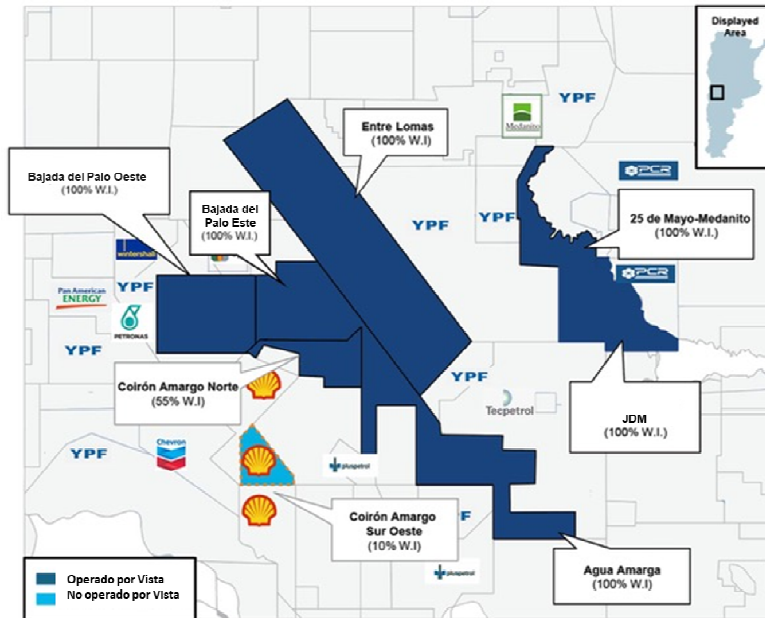 Displayed
Area
YPF
Medanito
Entre Lomas
(100% W.I)
Bajada del Palo Oeste
(100% W.I.)
PCR
Bajada del
Palo Este
(100% W.I.)
YPF
YPF
25 de Mayo-Medanito
(100% W.I.)
wintershall
PCR
PanAmerican
ENERGY
YPF
PETRONAS
YPF
Coirón Amargo Norte
(55% W.I)
YPF
Tecpetrol
JDM
(100% W.I.)
Chevron
YPF
pluspetrol
Coirón Amargo
Sur Oeste
(10% W.I)
PF
Agua Amarga
(100% W.I)
pluspetrol
Operado por Vista
No operado por Vista